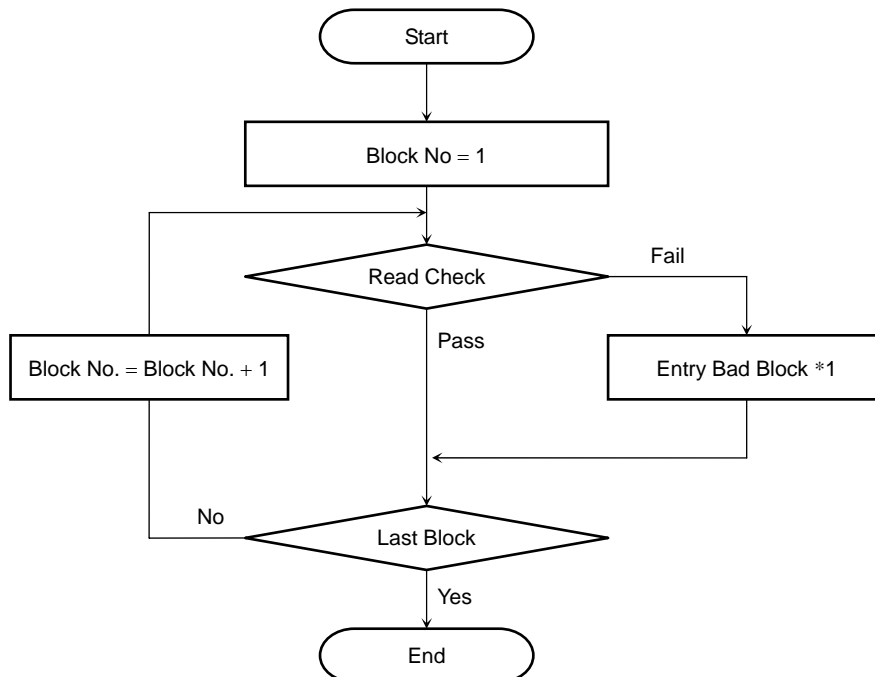 Start
Block No = 1
Read Check
Fail
Pass
Block No. = Block No. + 1
Entry Bad Block *1
No
Last Block
Yes
End